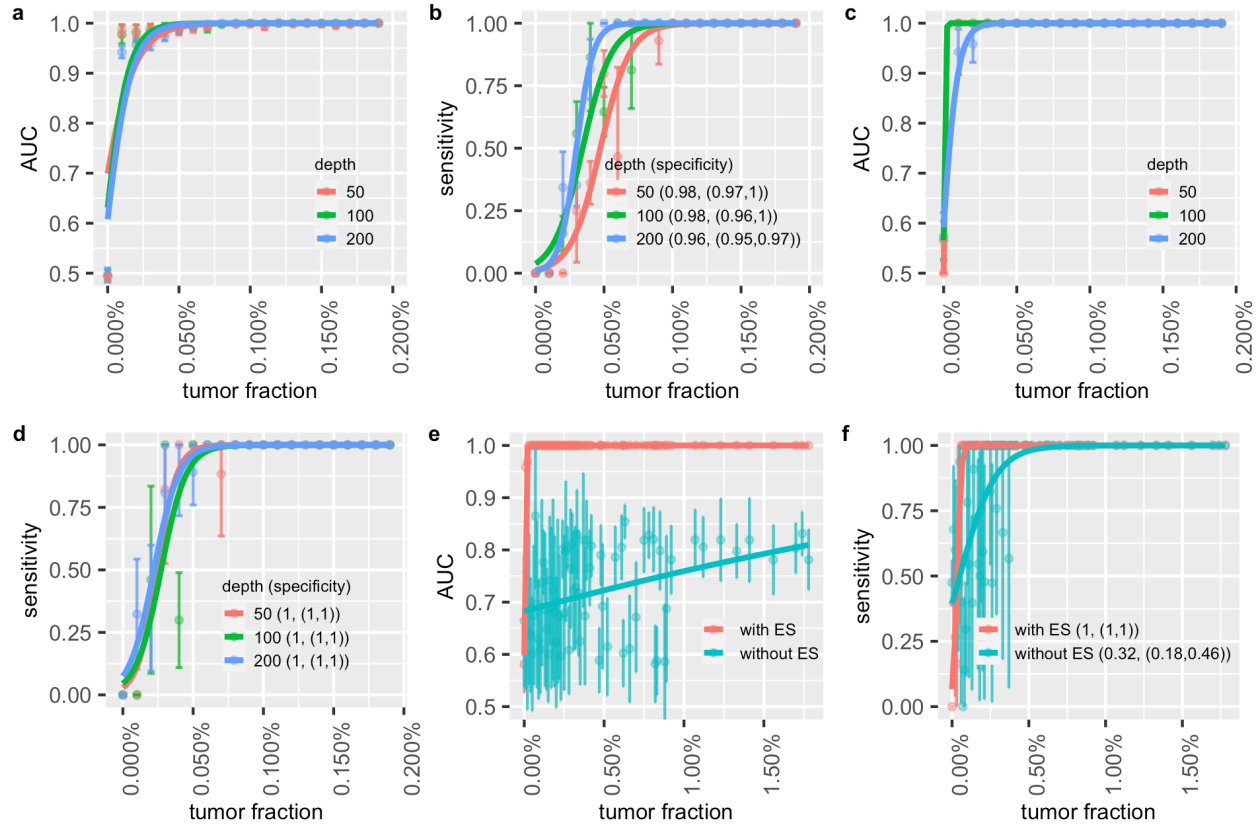 a
1.0
0.9
0.8
0.7
0.6
0.5
AUC
depth
50
100
200
0.000%
0.050%
0.100%
0.150%
0.200%
tumor fraction
b
1.00
0.75
0.50
0.25
0.00
sensitivity
depth (specificity)
50 (0.98, (0.97,1))
100 (0.98, (0.96,1))
200 (0.96, (0.95,0.97))
0.000%
0.050%
0.100%
0.150%
0.200%
tumor fraction
c
1.0
0.9
0.8
0.7
0.6
0.5
AUC
depth
50
100
200
0.000%
0.050%
0.100%
0.150%
0.200%
tumor fraction
d
1.00
0.75
0.50
0.25
0.00
sensitivity
depth (specificity)
50 (1, (1,1))
100 (1, (1,1))
200 (1, (1,1))
0.000%
0.050%
0.100%
0.150%
0.200%
tumor fraction
e
1.0
0.9
0.8
0.7
0.6
0.5
AUC
with ES
without ES
0.00%
0.50%
1.00%
1.50%
tumor fraction
f
1.00
0.75
0.50
0.25
0.00
sensitivity
with ES (1, (1,1))
without ES (0.32, (0.18,0.46))
0.00%
0.50%
1.00%
1.50%
tumor fraction